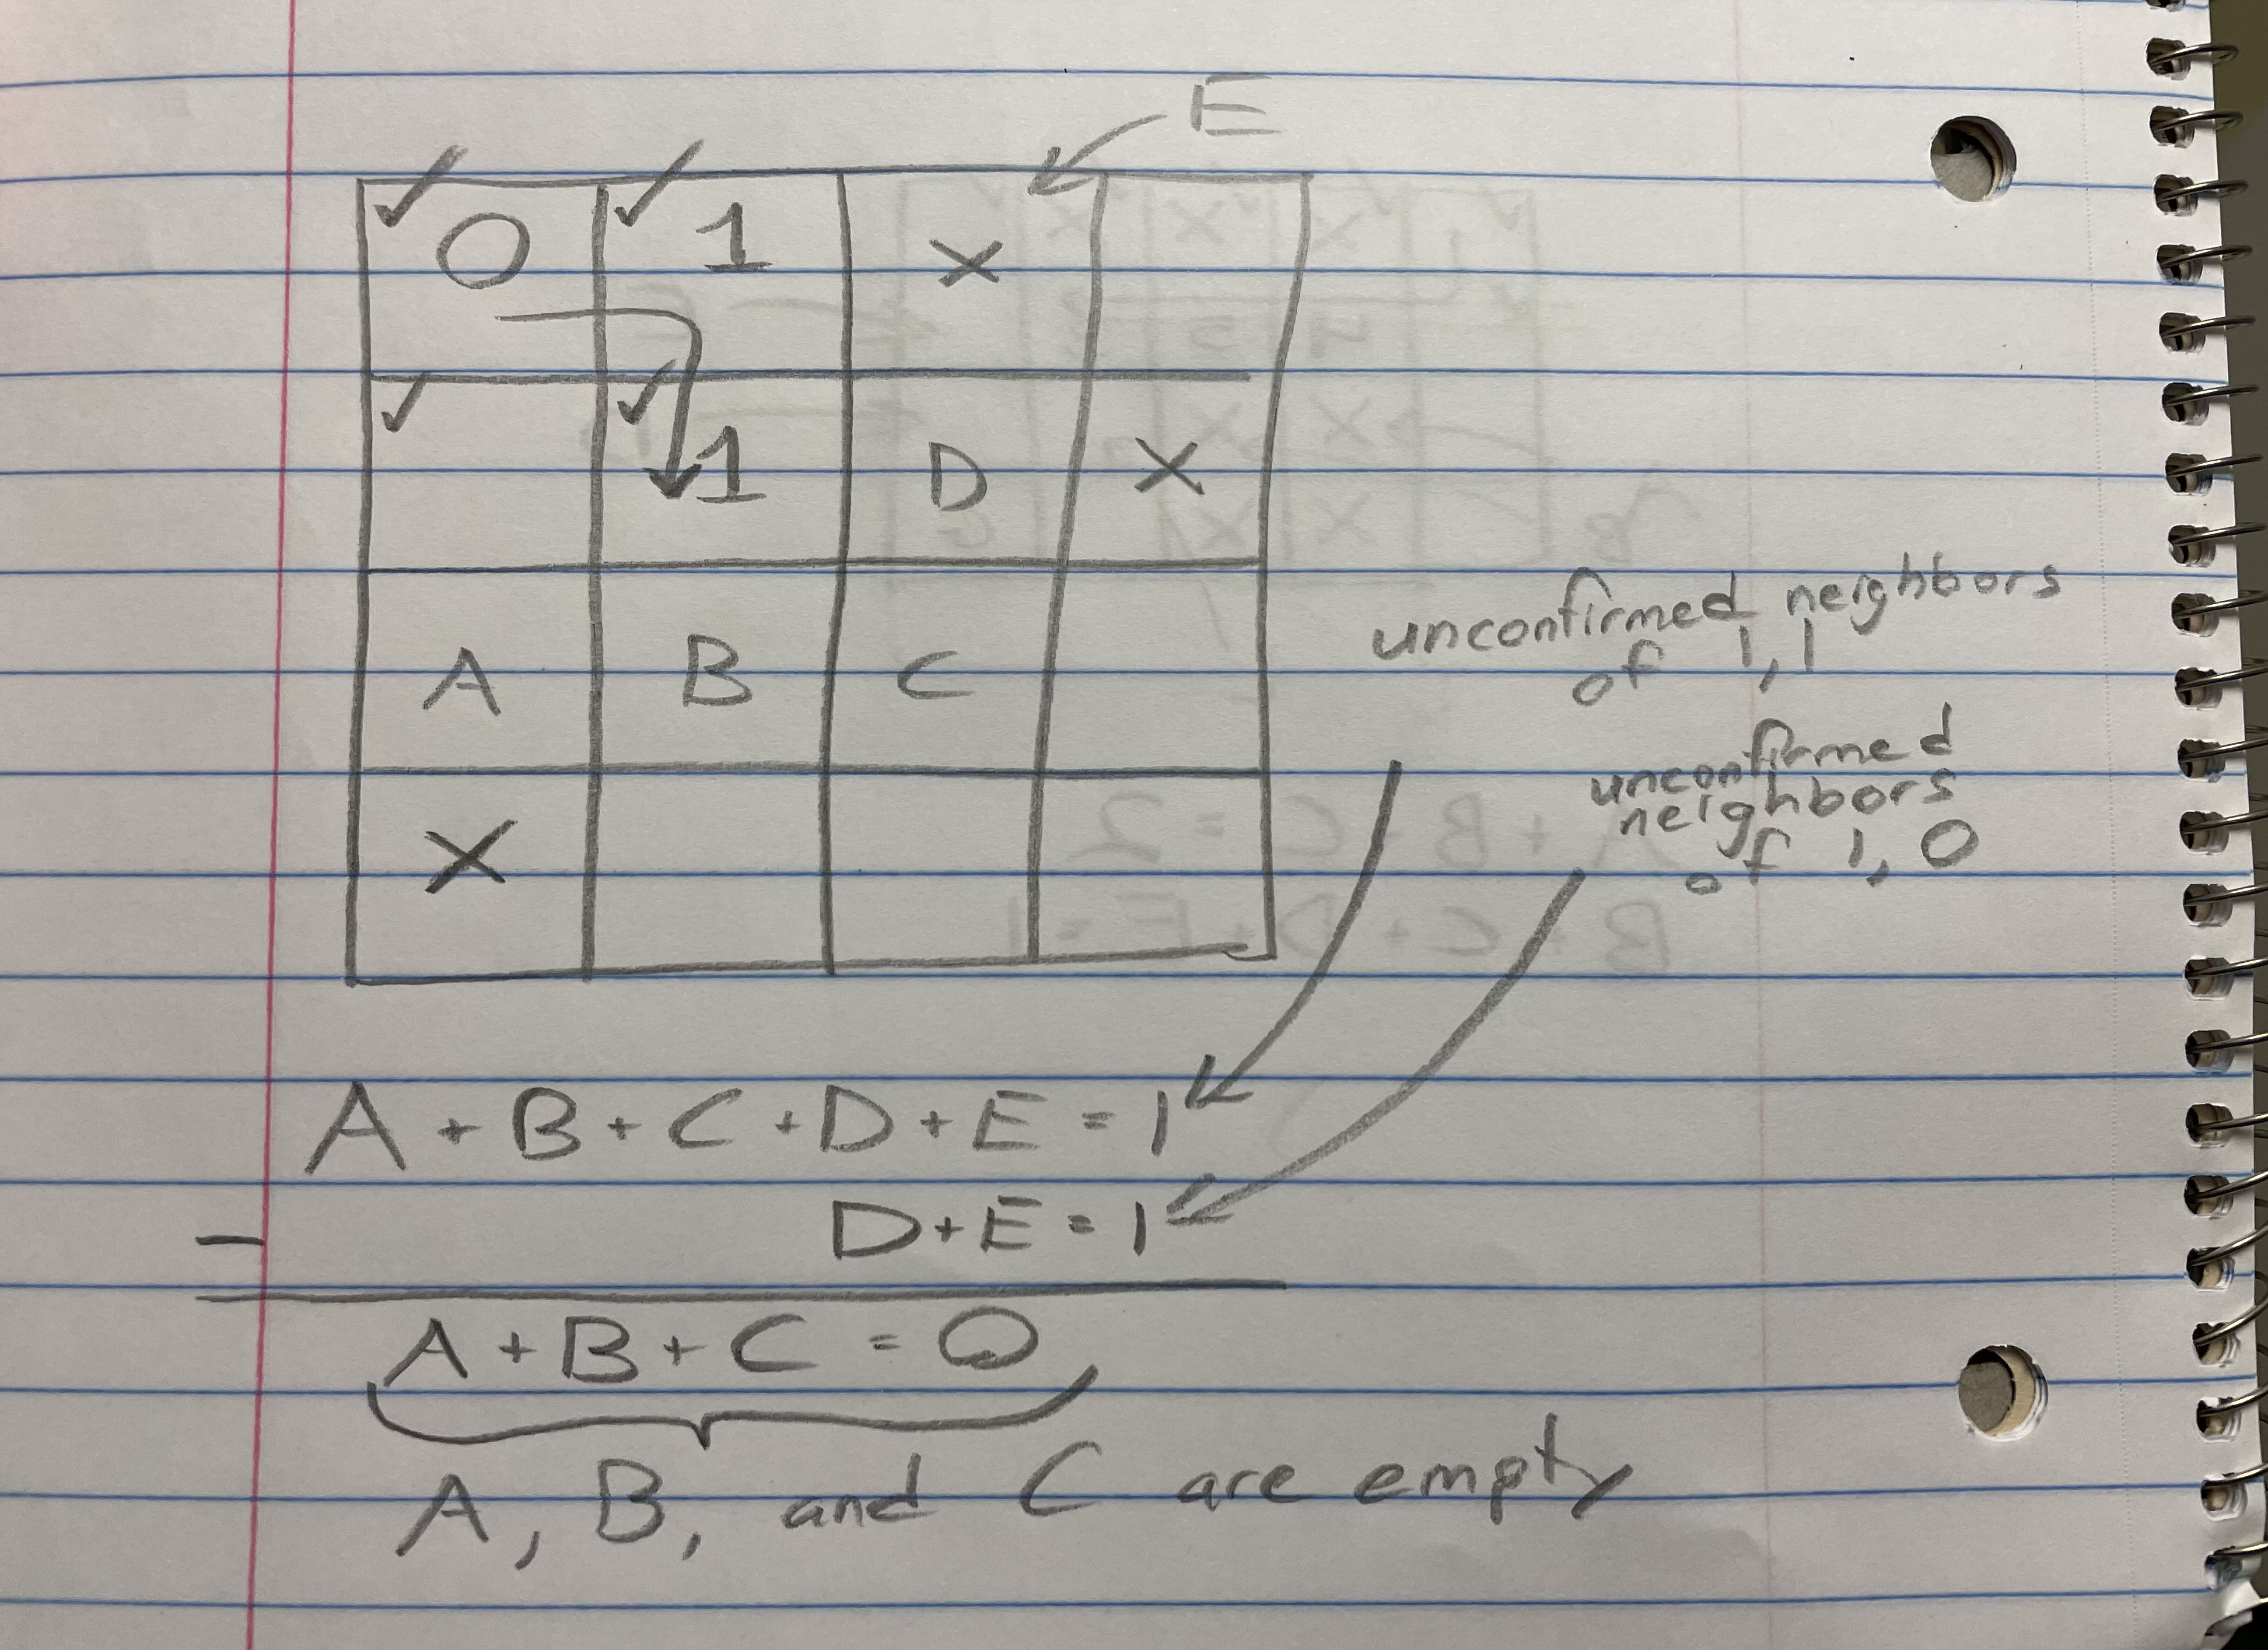 E
✓ 0 ✓ 1 X
✓ ✓ 1 D X
A B C
X
unconfirmed neighbors
of 1,1
unconfirmed
neighbors
of 1,0
A + B + C + D + E = 1
D + E = 1
−
A + B + C = 0
A, B, and C are empty